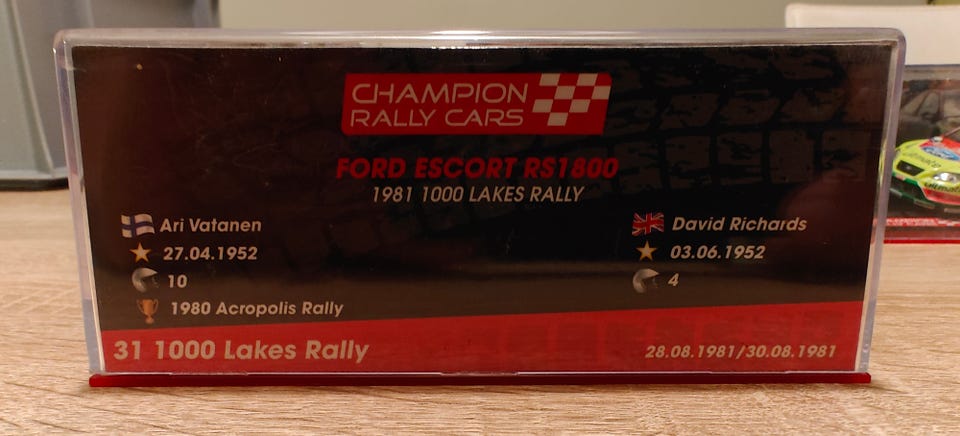 CHAMPION
RALLY CARS
FORD ESCORT RS1800
1981 1000 LAKES RALLY
Ari Vatanen
27.04.1952
10
1980 Acropolis Rally
David Richards
03.06.1952
4
31 1000 Lakes Rally
28.08.1981/30.08.1981